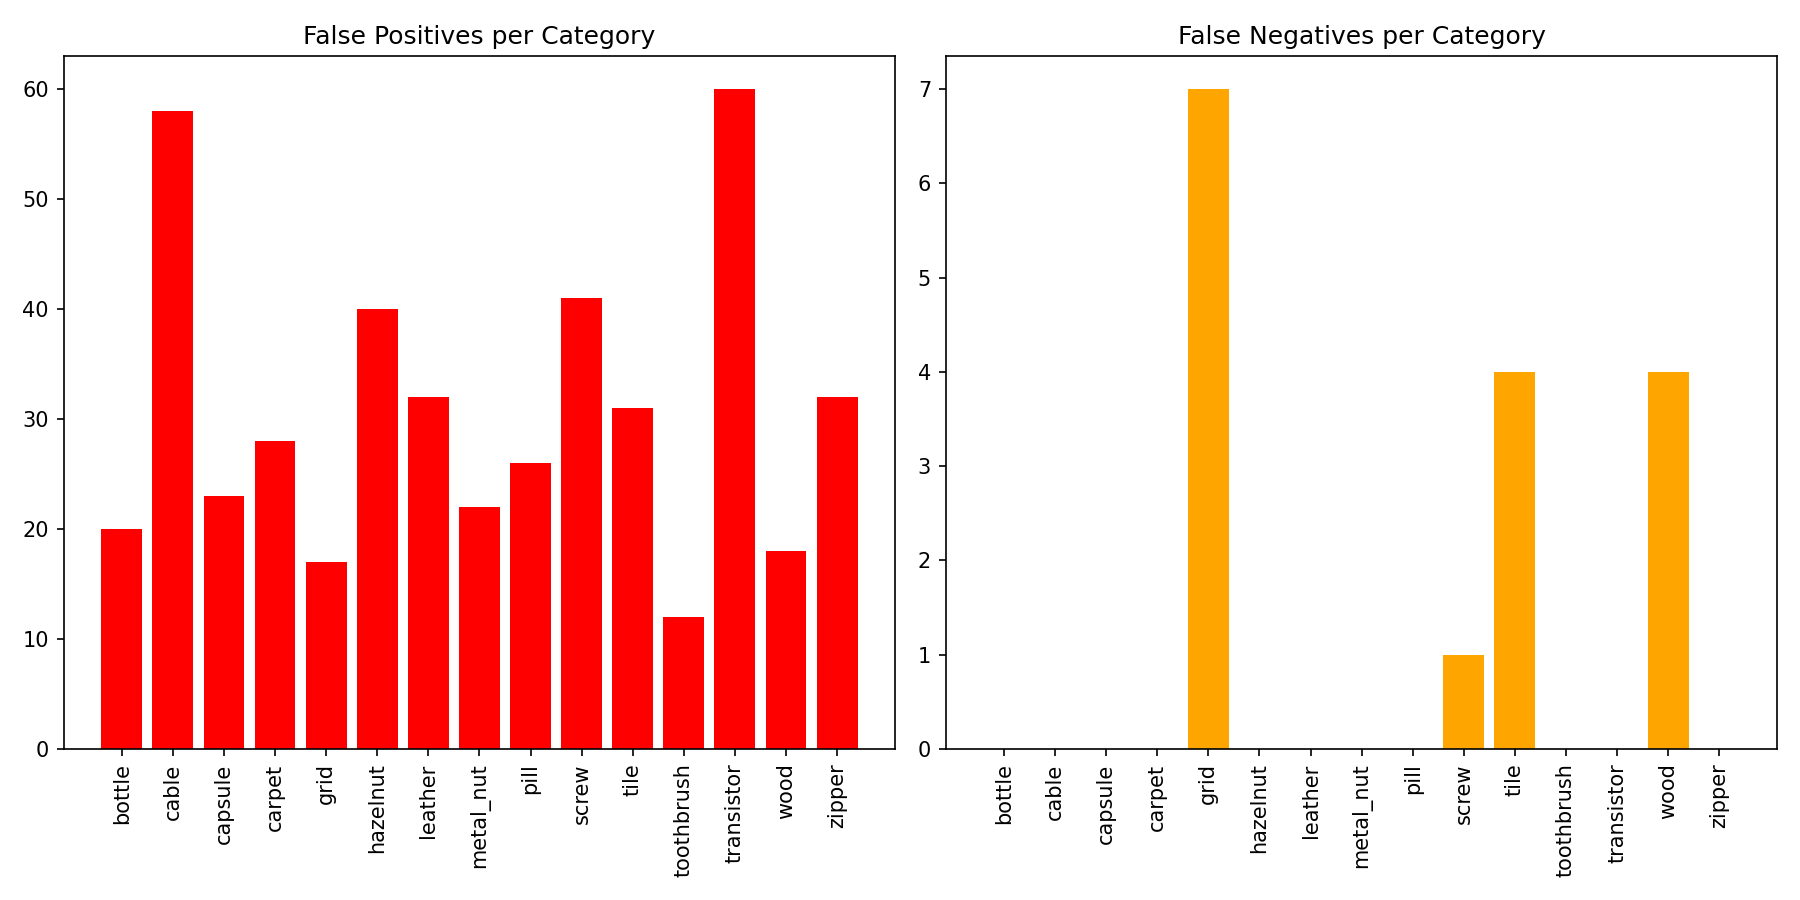 False Positives per Category
60
50
40
30
20
10
0
bottle
cable
capsule
carpet
grid
hazelnut
leather
metal_nut
pill
screw
tile
toothbrush
transistor
wood
zipper
False Negatives per Category
7
6
5
4
3
2
1
0
bottle
cable
capsule
carpet
grid
hazelnut
leather
metal_nut
pill
screw
tile
toothbrush
transistor
wood
zipper